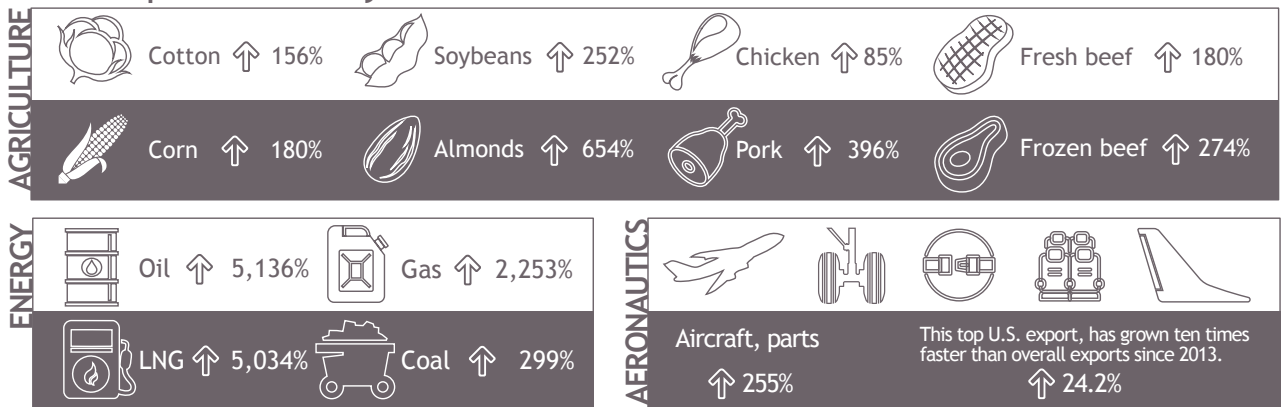 AGRICULTURE
Cotton 156%
Soybeans 252%
Chicken 85%
Fresh beef 180%
Corn 180%
Almonds 654%
Pork 396%
Frozen beef 274%
ENERGY
Oil 5,136%
Gas 2,253%
LNG 5,034%
Coal 299%
AERONAUTICS
Aircraft, parts
255%
This top U.S. export, has grown ten times
faster than overall exports since 2013.
24.2%